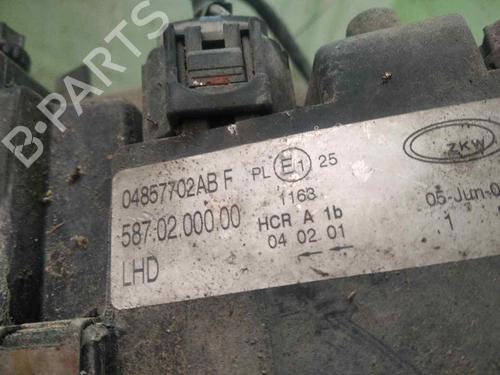 B-PARTS
04857702AB F PL E1 25
1163
587.02.000.00 HCR A 1b
04 02.01
LHD
ZKW
05-Jun-0
1